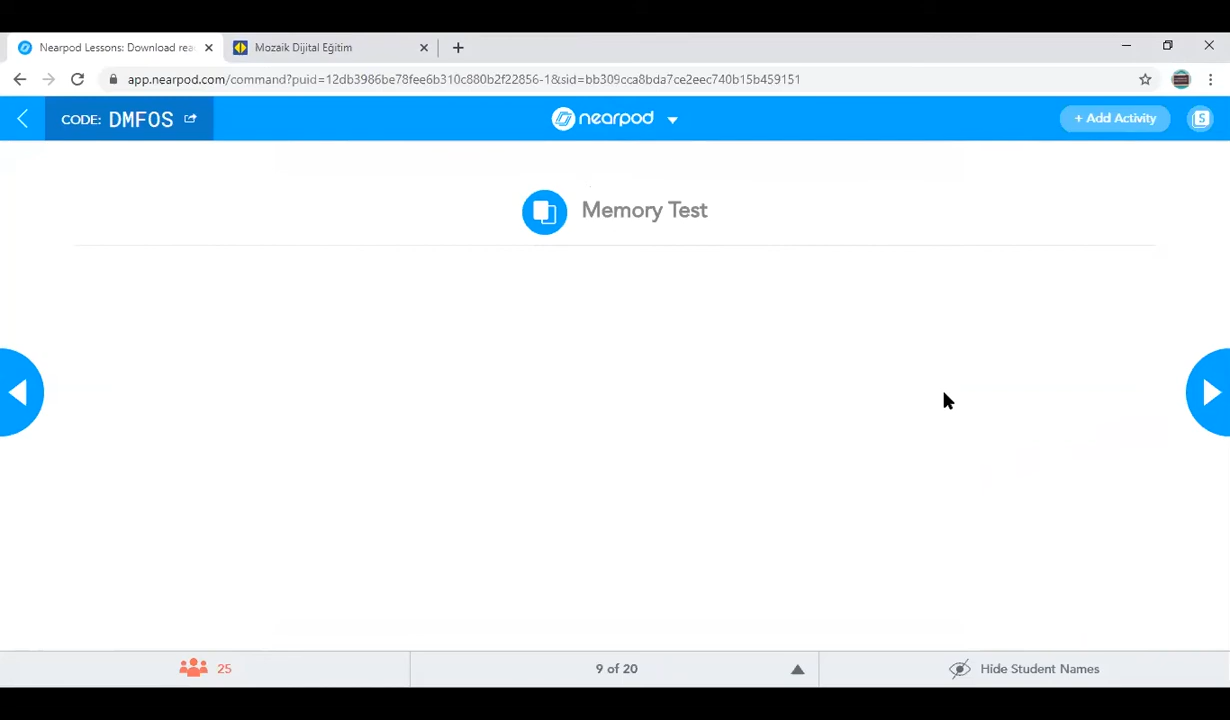 Nearpod Lessons: Download rea
Mozaik Dijital Eğitim
app.nearpod.com/command?puid=12db3986be78fee6b310c880b2f22856-1&sid=bb309cca8bda7ce2eec740b15b459151
CODE: DMFOS
nearpod
+ Add Activity
S
Memory Test
25
9 of 20
Hide Student Names